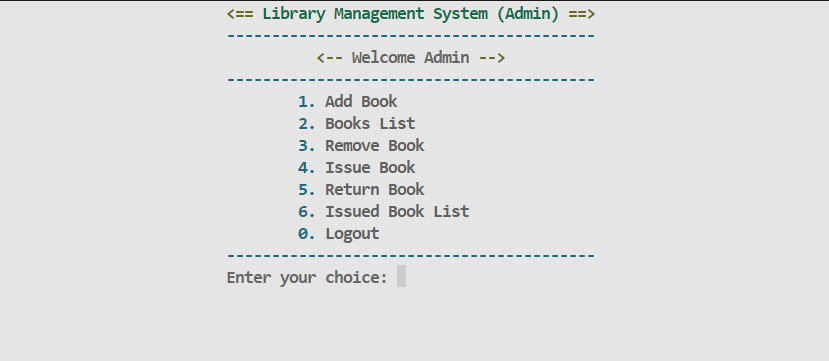 <== Library Management System (Admin) ==>
-----------------------------------------
<-- Welcome Admin -->
-----------------------------------------
1. Add Book
2. Books List
3. Remove Book
4. Issue Book
5. Return Book
6. Issued Book List
0. Logout
-----------------------------------------
Enter your choice: